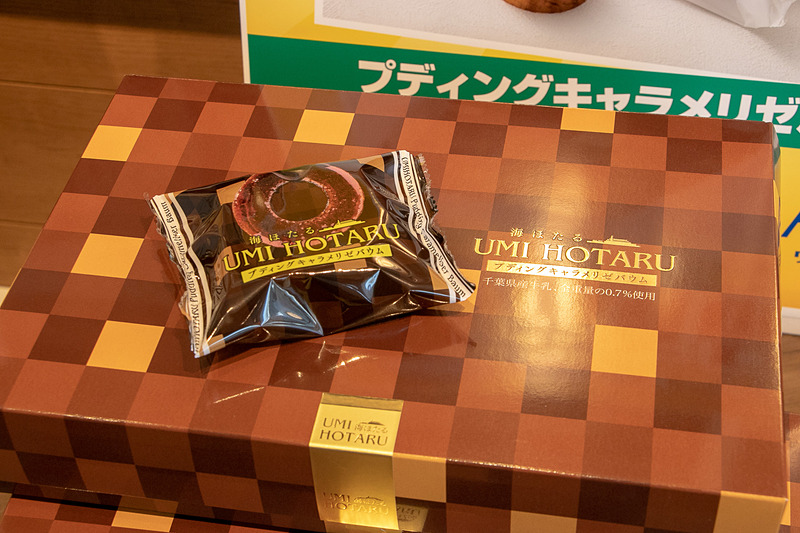 プディングキャラメリゼ
海ほたる
UMI HOTARU
プディングキャラメリゼバウム
海ほたる
UMI HOTARU
プディングキャラメリゼバウム
千葉県産牛乳、全重量の0.7%使用
UMI 海ほたる
HOTARU